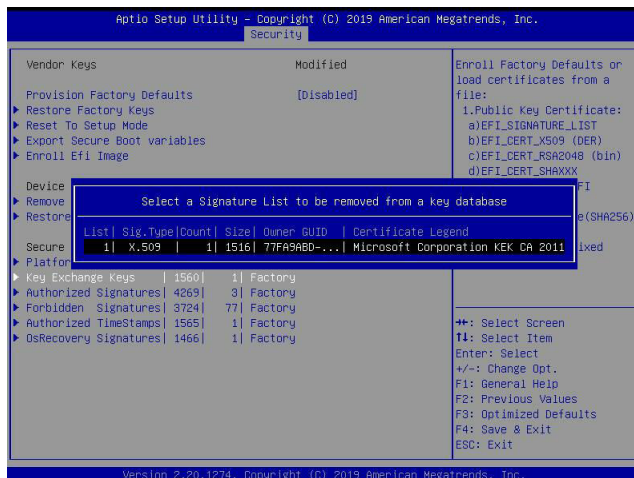 Aptio Setup Utility – Copyright (C) 2019 American Megatrends, Inc.
Security
Vendor Keys Modified
Provision Factory Defaults [Disabled]
Restore Factory Keys
Reset To Setup Mode
Export Secure Boot variables
Enroll Efi Image
Device
Remove
Restore
Secure
Platfor
Select a Signature List to be removed from a key database
List| Sig.Type|Count| Size| Owner GUID | Certificate Legend
1| X.509 | 1| 1516| 77FA9ABD-...| Microsoft Corporation KEK CA 2011
Key Exchange Keys | 1560| 1| Factory
Authorized Signatures| 4269| 3| Factory
Forbidden Signatures| 3724| 77| Factory
Authorized TimeStamps| 1565| 1| Factory
OsRecovery Signatures| 1466| 1| Factory
Enroll Factory Defaults or
load certificates from a
file:
1.Public Key Certificate:
a)EFI_SIGNATURE_LIST
b)EFI_CERT_X509 (DER)
c)EFI_CERT_RSA2048 (bin)
d)EFI_CERT_SHAXXX
FI
e(SHA256)
ixed
→←: Select Screen
↑↓: Select Item
Enter: Select
+/-: Change Opt.
F1: General Help
F2: Previous Values
F3: Optimized Defaults
F4: Save & Exit
ESC: Exit
Version 2.20.1274. Copyright (C) 2019 American Megatrends, Inc.